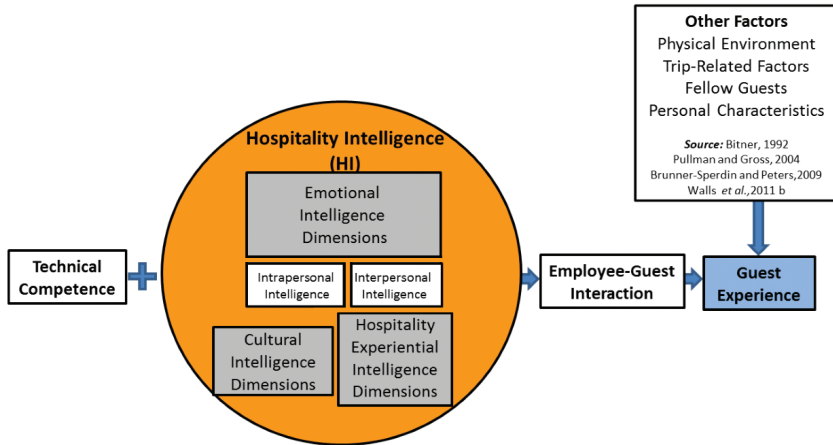 Other Factors
Physical Environment
Trip-Related Factors
Fellow Guests
Personal Characteristics
Source: Bitner, 1992
Pullman and Gross, 2004
Brunner-Sperdin and Peters,2009
Walls et al.,2011 b
Hospitality Intelligence
(HI)
Emotional
Intelligence
Dimensions
Technical
Competence
Intrapersonal
Intelligence
Interpersonal
Intelligence
Cultural
Intelligence
Dimensions
Hospitality
Experiential
Intelligence
Dimensions
Employee-Guest
Interaction
Guest
Experience